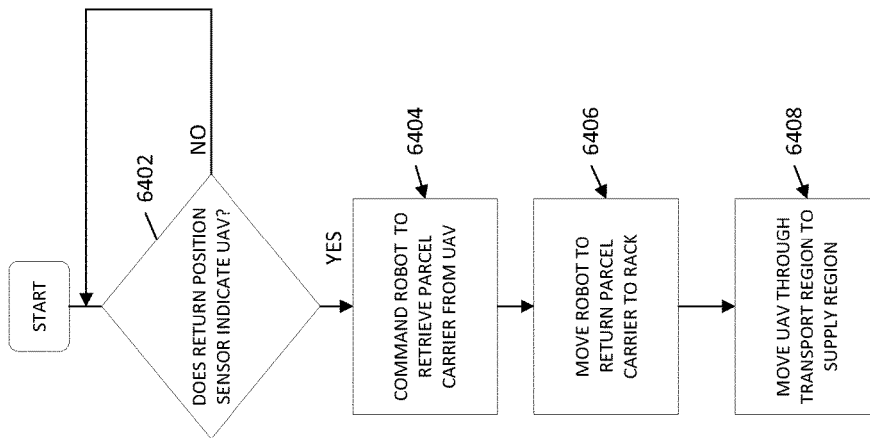 START
6402
DOES RETURN POSITION
SENSOR INDICATE UAV?
NO
YES
6404
COMMAND ROBOT TO
RETRIEVE PARCEL
CARRIER FROM UAV
6406
MOVE ROBOT TO
RETURN PARCEL
CARRIER TO RACK
6408
MOVE UAV THROUGH
TRANSPORT REGION TO
SUPPLY REGION